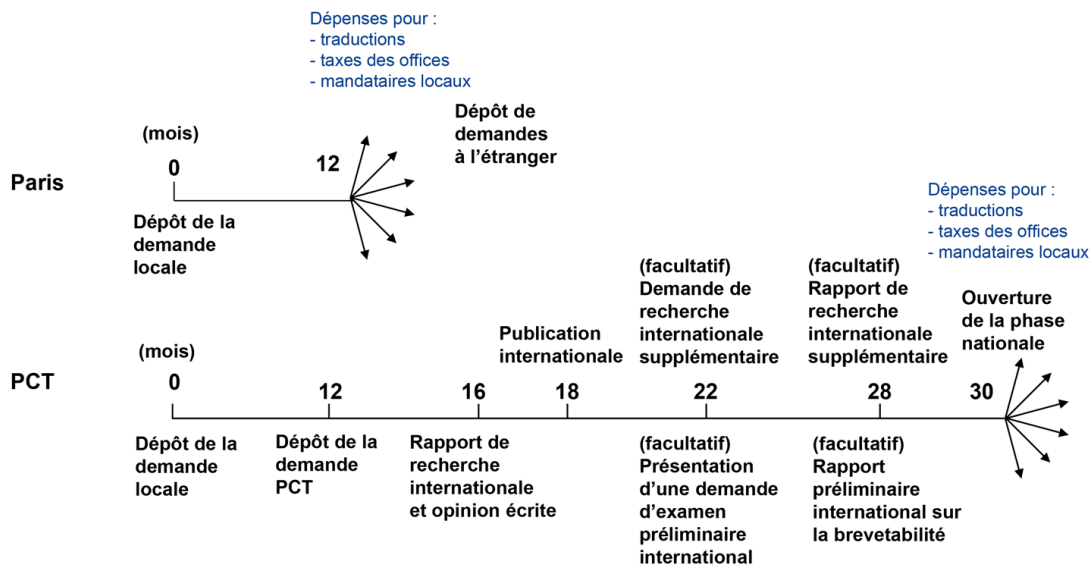 Dépenses pour :
- traductions
- taxes des offices
- mandataires locaux
Dépôt de
demandes
à l'étranger
(mois)
0
12
Paris
Dépôt de la
demande
locale
Dépenses pour :
- traductions
- taxes des offices
- mandataires locaux
(facultatif)
Demande de
recherche
internationale
supplémentaire
(facultatif)
Rapport de
recherche
internationale
supplémentaire
Ouverture
de la phase
nationale
Publication
internationale
(mois)
PCT
0
12
16
18
22
28
30
Dépôt de la
demande
locale
Dépôt de la
demande
PCT
Rapport de
recherche
internationale
et opinion écrite
(facultatif)
Présentation
d'une demande
d'examen
préliminaire
international
(facultatif)
Rapport
préliminaire
international sur
la brevetabilité